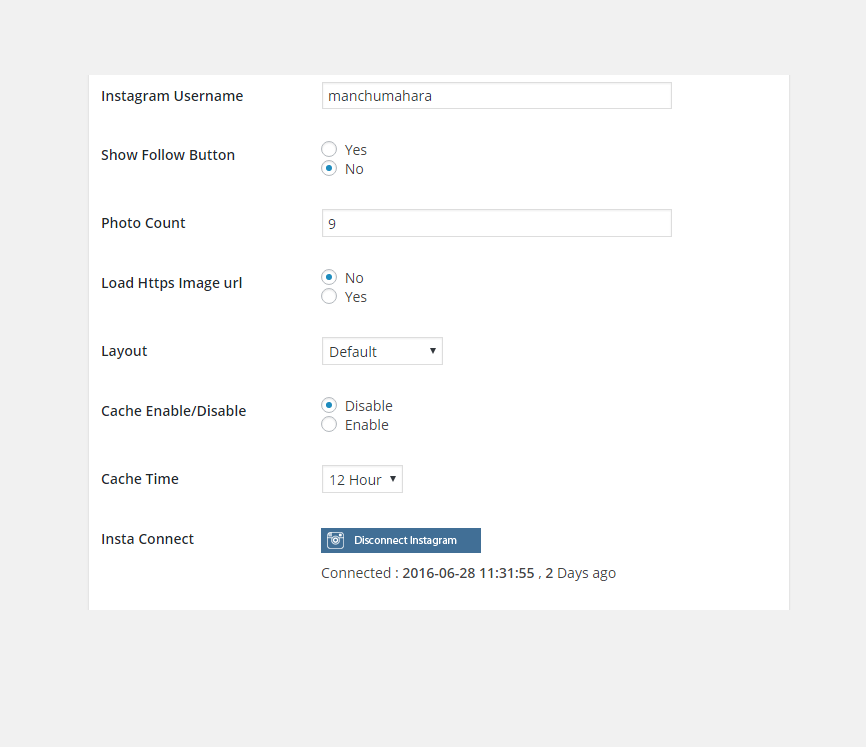 Instagram Username manchumahara
Show Follow Button Yes
No
Photo Count 9
Load Https Image url No
Yes
Layout Default
Cache Enable/Disable Disable
Enable
Cache Time 12 Hour
Insta Connect Disconnect Instagram
Connected : 2016-06-28 11:31:55 , 2 Days ago